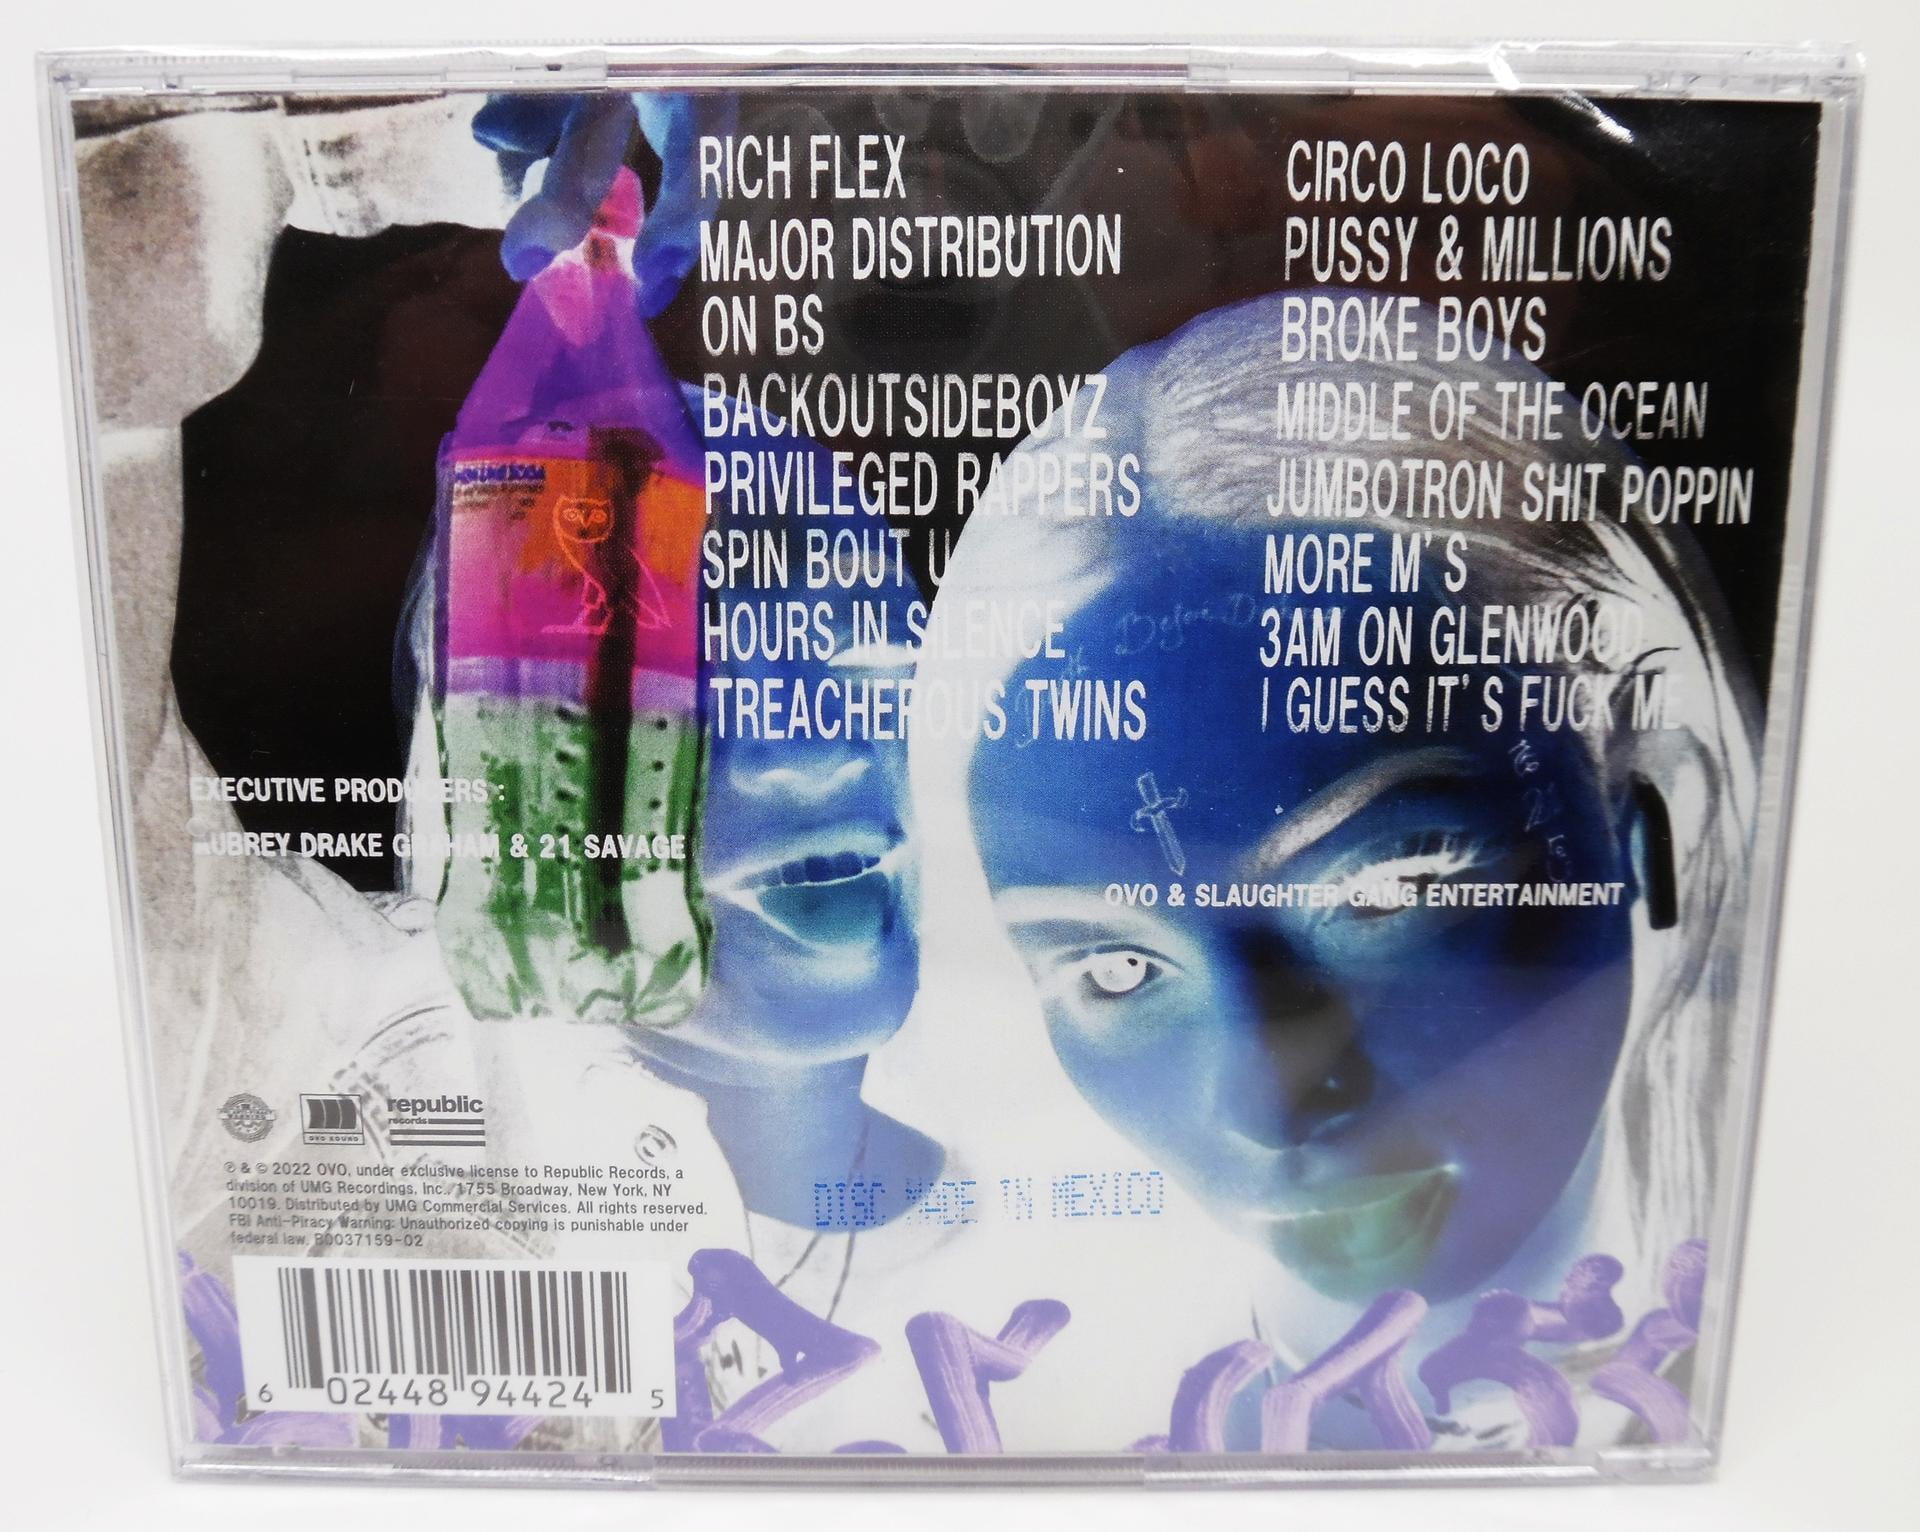 RICH FLEX
MAJOR DISTRIBUTION
ON BS
BACKOUTSIDEBOYZ
PRIVILEGED RAPPERS
SPIN BOUT U
HOURS IN SILENCE
TREACHEROUS TWINS
CIRCO LOCO
PUSSY & MILLIONS
BROKE BOYS
MIDDLE OF THE OCEAN
JUMBOTRON SHIT POPPIN
MORE M'S
3AM ON GLENWOOD
I GUESS IT'S FUCK ME
EXECUTIVE PRODUCERS :
AUBREY DRAKE GRAHAM & 21 SAVAGE
OVO & SLAUGHTER GANG ENTERTAINMENT
OVO SOUND
republic
records
℗ & © 2022 OVO, under exclusive license to Republic Records, a
division of UMG Recordings, Inc., 1755 Broadway, New York, NY
10019. Distributed by UMG Commercial Services. All rights reserved.
FBI Anti-Piracy Warning: Unauthorized copying is punishable under
federal law. B0037159-02
DISC MADE IN MEXICO
6 02448 94424 5